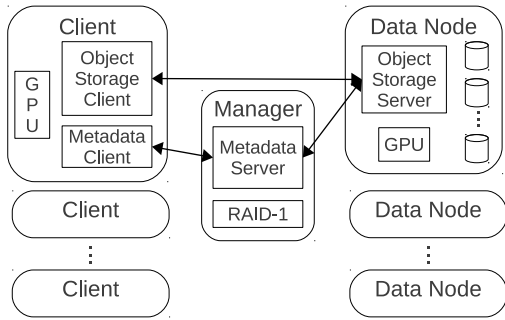 Client
GPU
Object
Storage
Client
Metadata
Client
Manager
Metadata
Server
RAID-1
Data Node
Object
Storage
Server
GPU
Client
Client
Data Node
Data Node